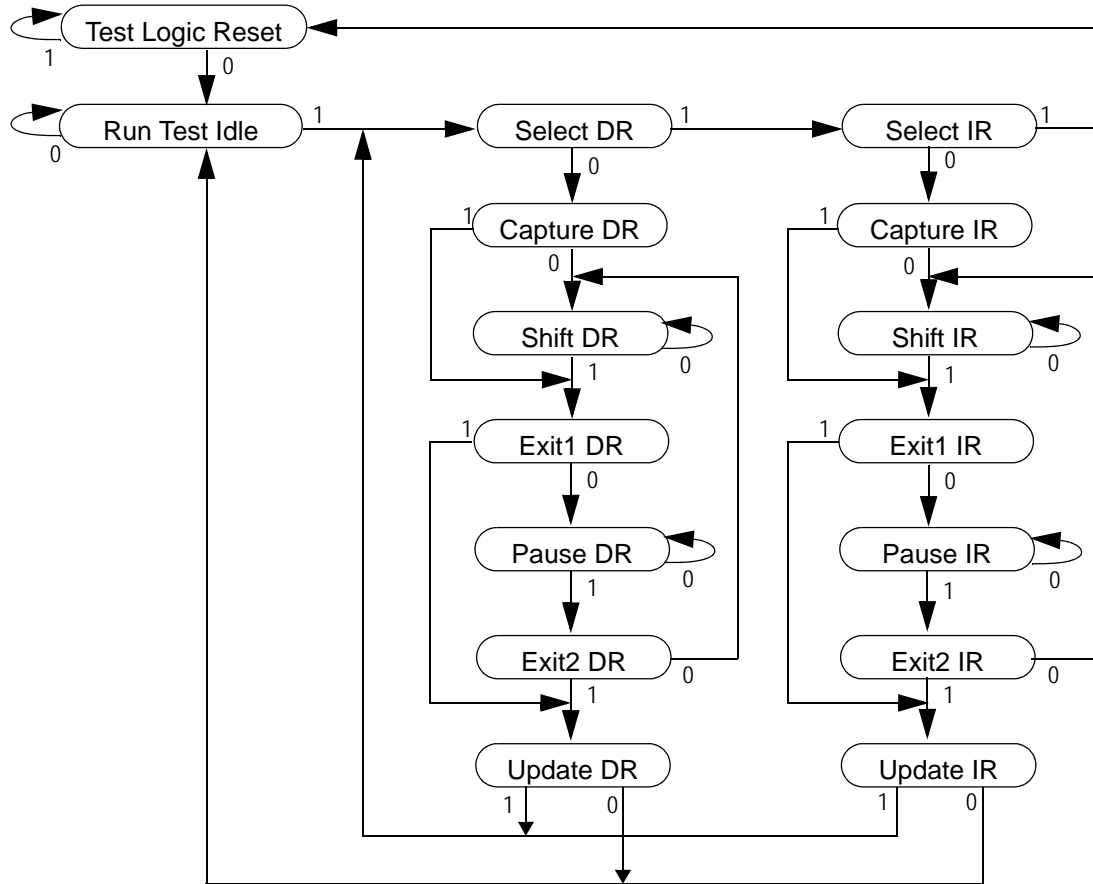 Test Logic Reset
1
0
Run Test Idle
0
1
Select DR
1
Select IR
1
0
0
1
Capture DR
1
Capture IR
0
0
Shift DR
0
Shift IR
0
1
1
1
Exit1 DR
1
Exit1 IR
0
0
Pause DR
0
Pause IR
0
1
1
Exit2 DR
0
Exit2 IR
0
1
1
Update DR
Update IR
1
0
1
0